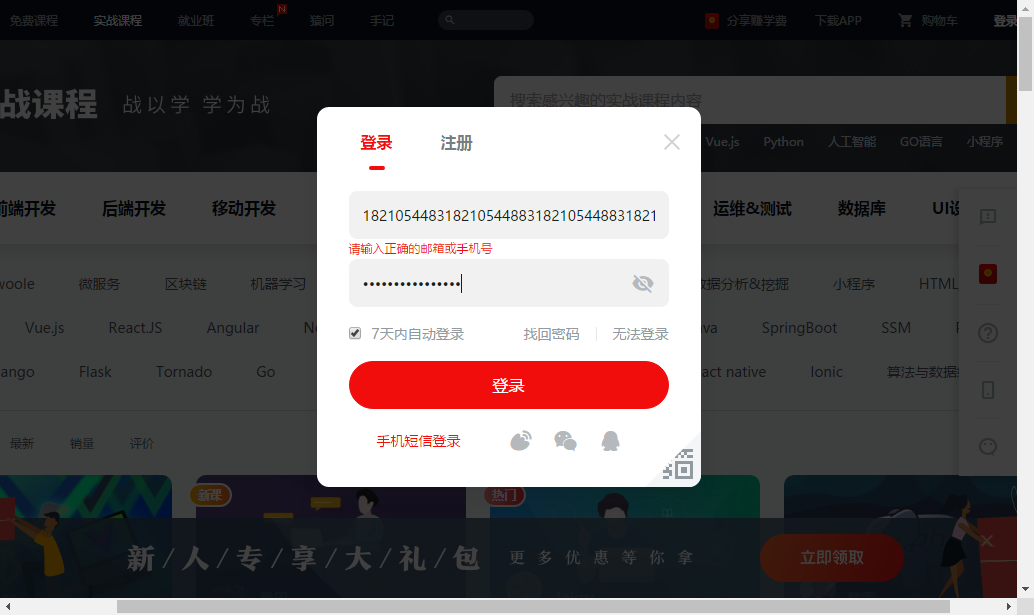 免费课程 实战课程 就业班 专栏 N 猿问 手记 分享赚学费 下载APP 购物车 登录
战课程 战以学 学为战 搜索感兴趣的实战课程内容
Vue.js Python 人工智能 GO语言 小程序
登录 注册
前端开发 后端开发 移动开发 运维&测试 数据库 UI设
182105448318210544883182105448831821
请输入正确的邮箱或手机号
••••••••••••••••
woole 微服务 区块链 机器学习 数据分析&挖掘 小程序 HTML
Vue.js React.JS Angular N ava SpringBoot SSM
7天内自动登录 找回密码 无法登录
ango Flask Tornado Go act native Ionic 算法与数据
登录
最新 销量 评价
手机短信登录
新课 热门
新/人/专/享/大/礼/包 更多优惠等你拿 立即领取